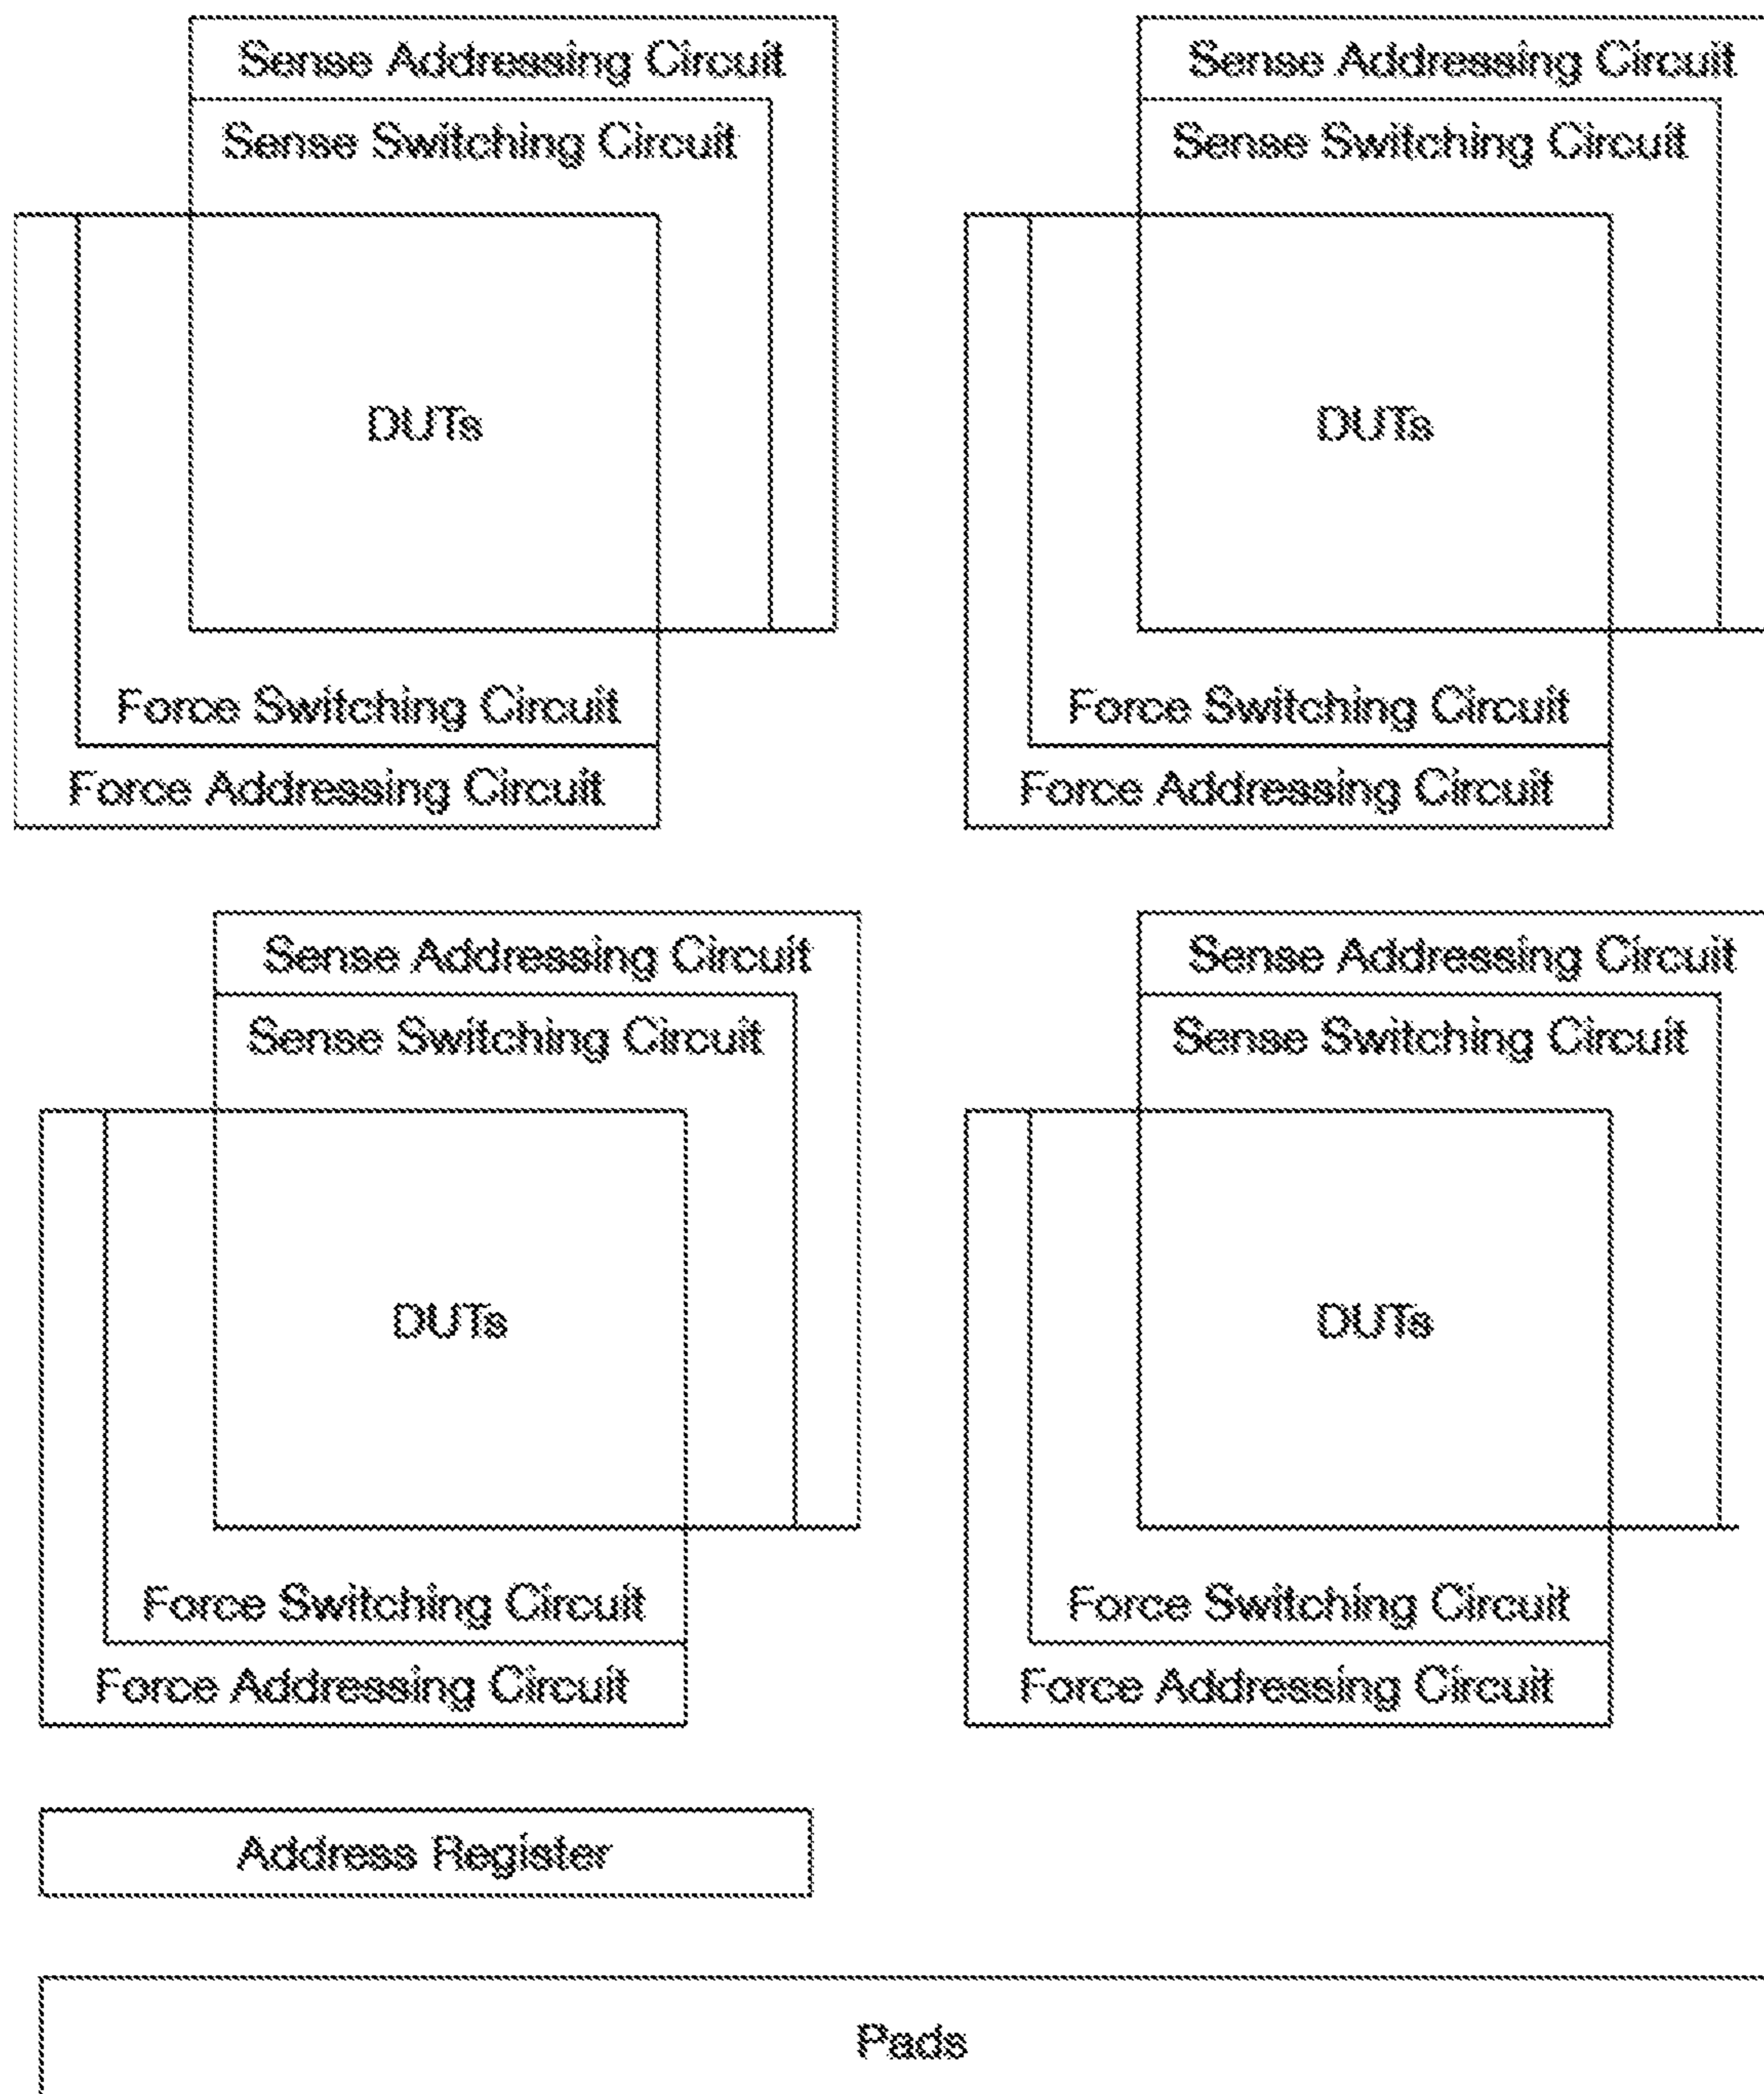 Sense Addressing Circuit
Sense Switching Circuit
DUTs
Force Switching Circuit
Force Addressing Circuit
Sense Addressing Circuit
Sense Switching Circuit
DUTs
Force Switching Circuit
Force Addressing Circuit
Sense Addressing Circuit
Sense Switching Circuit
DUTs
Force Switching Circuit
Force Addressing Circuit
Sense Addressing Circuit
Sense Switching Circuit
DUTs
Force Switching Circuit
Force Addressing Circuit
Address Register
Pads